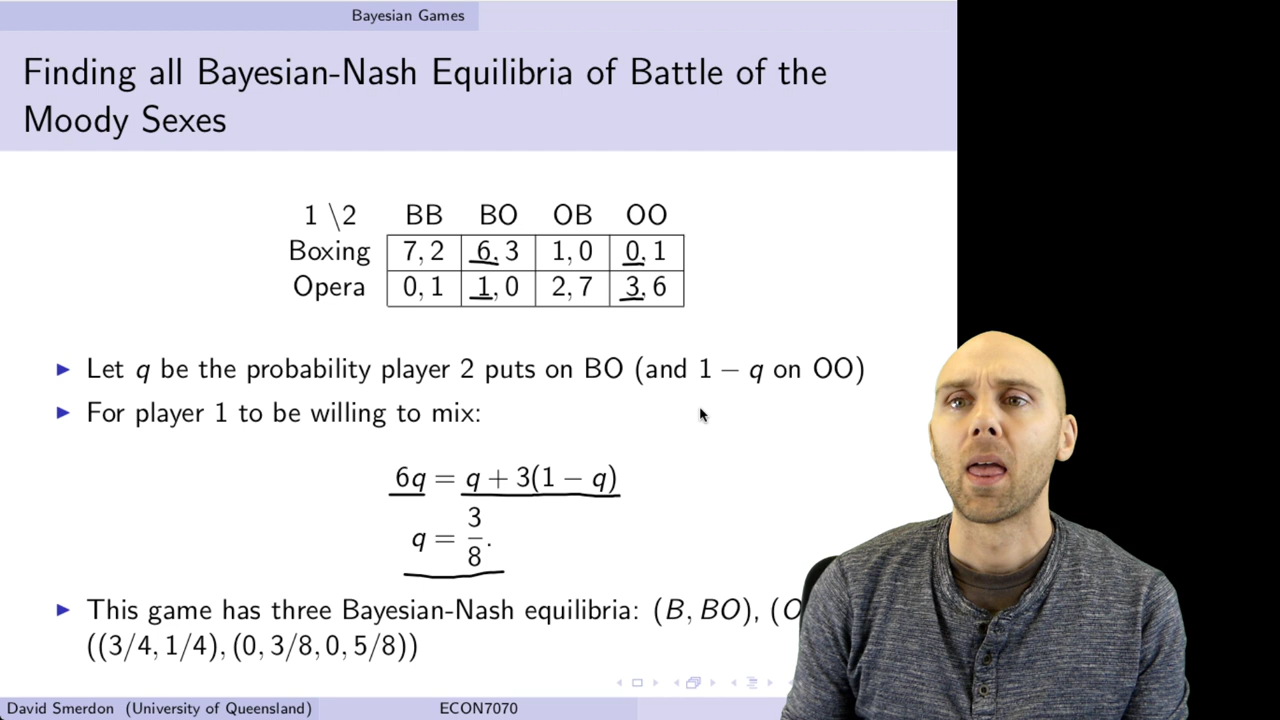 Bayesian Games
Finding all Bayesian-Nash Equilibria of Battle of the
Moody Sexes
1 \2 BB BO OB OO
Boxing 7, 2 6, 3 1, 0 0, 1
Opera 0, 1 1, 0 2, 7 3, 6
▶ Let q be the probability player 2 puts on BO (and 1 − q on OO)
▶ For player 1 to be willing to mix:
6q = q + 3(1 − q)
q = 3/8.
▶ This game has three Bayesian-Nash equilibria: (B, BO), (O
((3/4, 1/4), (0, 3/8, 0, 5/8))
David Smerdon (University of Queensland) ECON7070